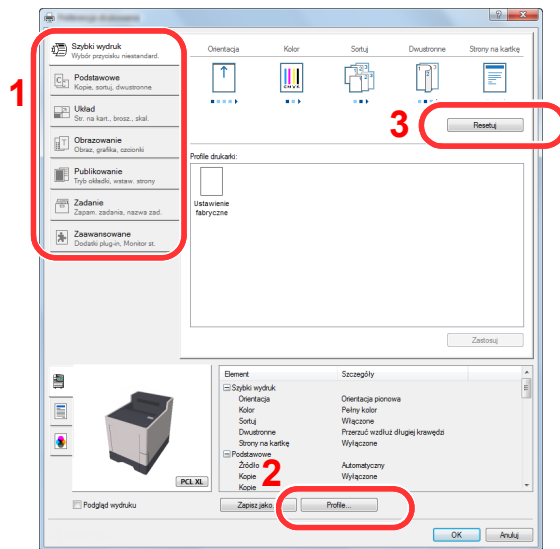 Preferencje drukowania
1
Szybki wydruk
Wybór przycisku niestandard.
Podstawowe
Kopie, sortuj, dwustronne
Układ
Str. na kart., brosz., skal.
Obrazowanie
Obraz, grafika, czcionki
Publikowanie
Tryb okładki, wstaw. strony
Zadanie
Zapam. zadania, nazwa zad.
Zaawansowane
Dodatki plug-in, Monitor st.
Orientacja Kolor Sortuj Dwustronne Strony na kartkę
CMYK
3
Resetuj
Profile drukarki:
Ustawienie
fabryczne
Zastosuj
Element Szczegóły
Szybki wydruk
Orientacja Orientacja pionowa
Kolor Pełny kolor
Sortuj Włączone
Dwustronne Przerzuć wzdłuż długiej krawędzi
Strony na kartkę Wyłączone
Podstawowe
Źródło Automatyczny
Kopie Wyłączone
Kopie
2
PCL XL
Podgląd wydruku
Zapisz jako...
Profile...
OK Anuluj